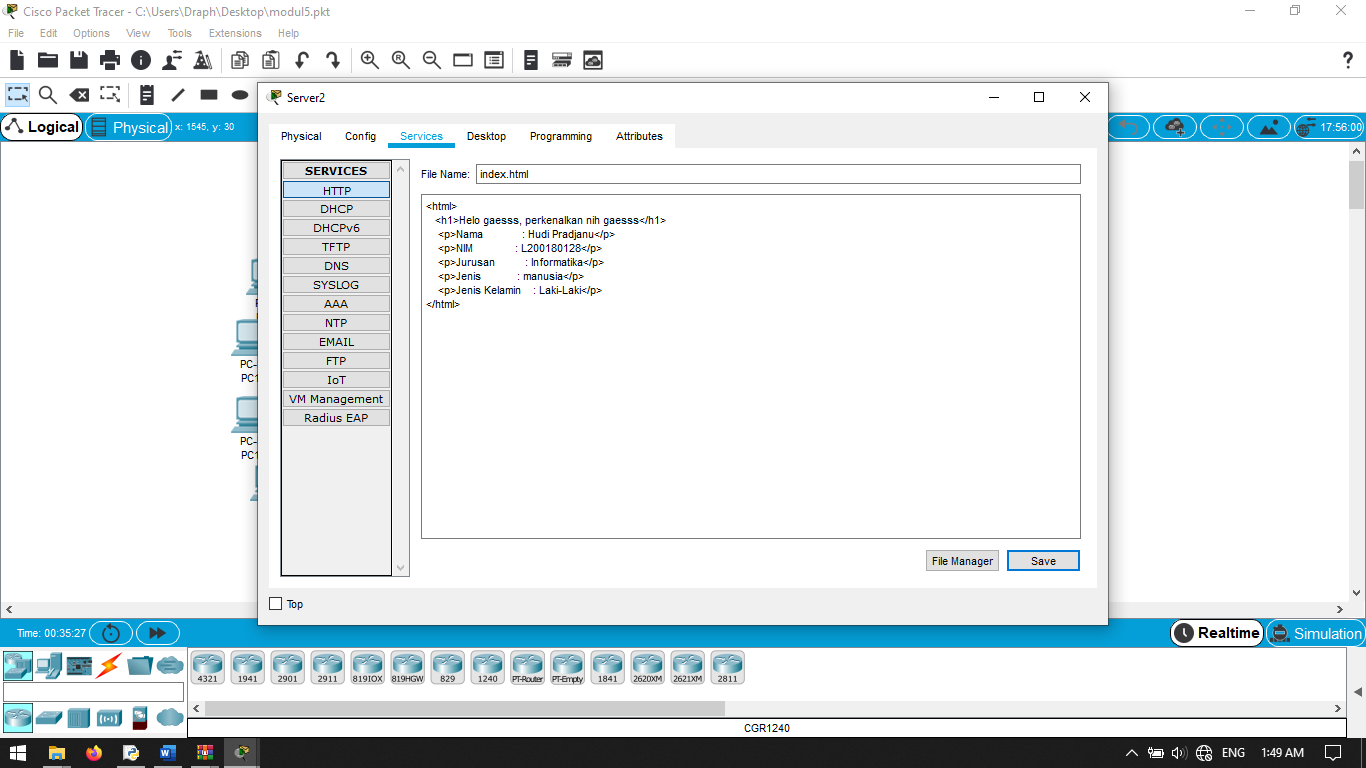 Cisco Packet Tracer - C:\Users\Draph\Desktop\modul5.pkt
File Edit Options View Tools Extensions Help
Server2
Logical Physical x: 1545, y: 30
17:56:00
Physical Config Services Desktop Programming Attributes
SERVICES
HTTP
DHCP
DHCPv6
TFTP
DNS
SYSLOG
AAA
NTP
EMAIL
FTP
IoT
VM Management
Radius EAP
File Name: index.html
<html>
<h1>Helo gaesss, perkenalkan nih gaesss</h1>
<p>Nama : Hudi Pradjanu</p>
<p>NIM : L200180128</p>
<p>Jurusan : Informatika</p>
<p>Jenis : manusia</p>
<p>Jenis Kelamin : Laki-Laki</p>
</html>
File Manager Save
Top
PC-
PC1
PC-
PC1
Time: 00:35:27
Realtime Simulation
4321 1941 2901 2911 819IOX 819HGW 829 1240 PT-Router PT-Empty 1841 2620XM 2621XM 2811
CGR1240
ENG 1:49 AM